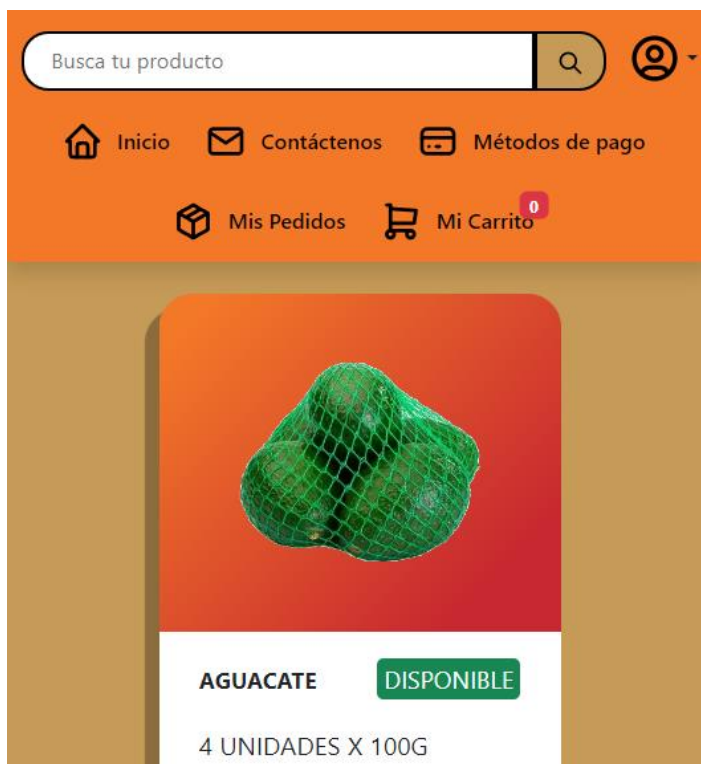 Busca tu producto
Inicio Contáctenos Métodos de pago
Mis Pedidos Mi Carrito 0
AGUACATE DISPONIBLE
4 UNIDADES X 100G